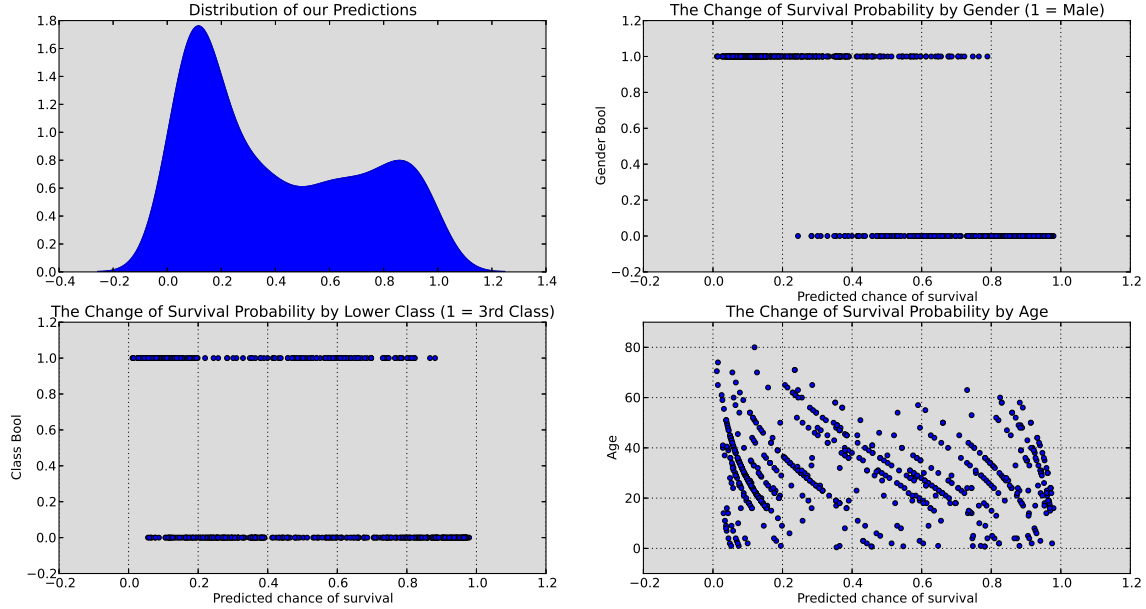 Distribution of our Predictions
1.8
1.6
1.4
1.2
1.0
0.8
0.6
0.4
0.2
0.0
−0.4 −0.2 0.0 0.2 0.4 0.6 0.8 1.0 1.2 1.4
The Change of Survival Probability by Gender (1 = Male)
Gender Bool
1.2
1.0
0.8
0.6
0.4
0.2
0.0
−0.2
−0.2 0.0 0.2 0.4 0.6 0.8 1.0 1.2
Predicted chance of survival
The Change of Survival Probability by Lower Class (1 = 3rd Class)
Class Bool
1.2
1.0
0.8
0.6
0.4
0.2
0.0
−0.2
−0.2 0.0 0.2 0.4 0.6 0.8 1.0 1.2
Predicted chance of survival
The Change of Survival Probability by Age
Age
80
60
40
20
0
−0.2 0.0 0.2 0.4 0.6 0.8 1.0 1.2
Predicted chance of survival